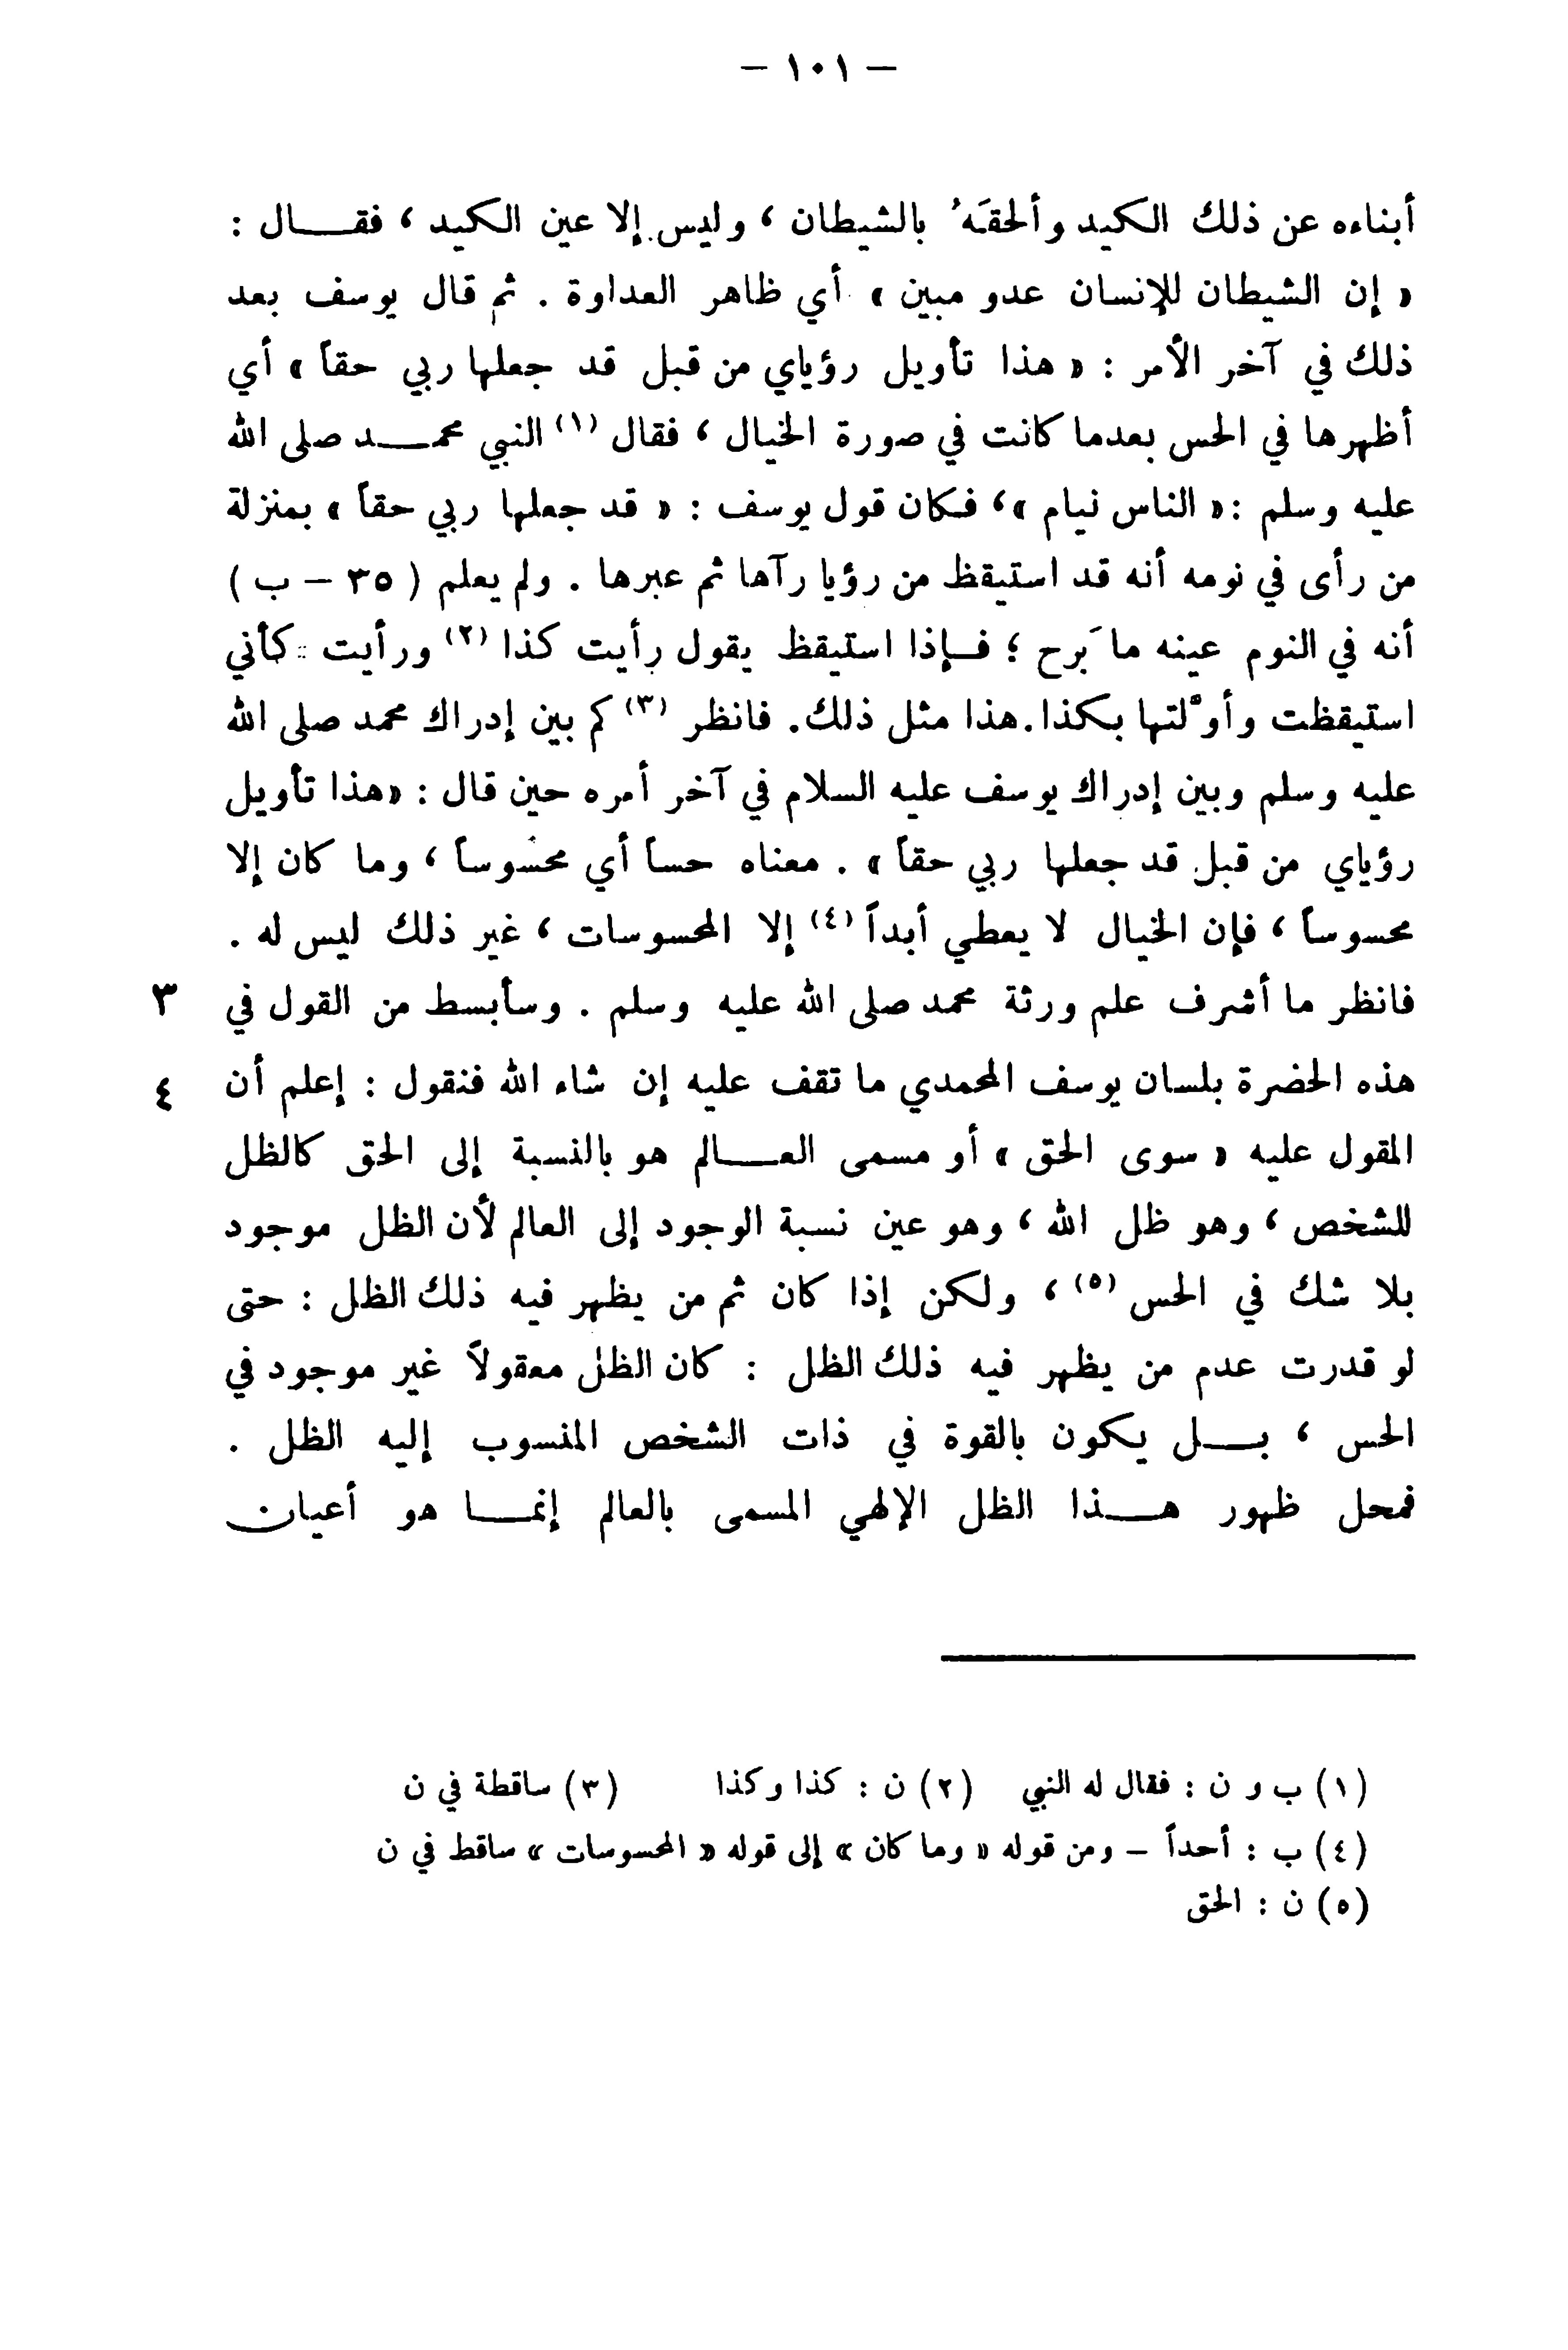 – ١٠١ –
أبناءه عن ذلك الكيد وألحقَه ُ بالشيطان ، وليس إلا عين الكيد ، فقـــال :
« إن الشيطان للإنسان عدو مبين » أي ظاهر العداوة . ثم قال يوسف بعد
ذلك في آخر الأمر : « هذا تأويل رؤياي من قبل قد جعلها ربي حقاً » أي
أظهرها في الحس بعدما كانت في صورة الخيال ، فقال (١) النبي محمـــد صلى الله
عليه وسلم :« الناس نيام »، فكان قول يوسف : « قد جعلها ربي حقاً » بمنزلة
من رأى في نومه أنه قد استيقظ من رؤيا رآها ثم عبرها . ولم يعلم ( ٣٥ – ب )
أنه في النوم عينه ما بَرح ؛ فـإذا استيقظ يقول رأيت كذا (٢) ورأيت كأني
استيقظت وأوْلتها بكذا. هذا مثل ذلك. فانظر (٣) كم بين إدراك محمد صلى الله
عليه وسلم وبين إدراك يوسف عليه السلام في آخر أمره حين قال : «هذا تأويل
رؤياي من قبل قد جعلها ربي حقاً » . معناه حساً أي محسوساً ، وما كان إلا
محسوساً ، فإن الخيال لا يعطي أبداً (٤) إلا المحسوسات ، غير ذلك ليس له .
فانظر ما أشرف علم ورثة محمد صلى الله عليه وسلم . وسأبسط من القول في ٣
هذه الحضرة بلسان يوسف المحمدي ما تقف عليه إن شاء الله فنقول : إعلم أن ٤
المقول عليه « سوى الحق » أو مسمى العـــالم هو بالنسبة إلى الحق كالظل
للشخص ، وهو ظل الله ، وهو عين نسبة الوجود إلى العالم لأن الظل موجود
بلا شك في الحس (٥) ، ولكن إذا كان ثم من يظهر فيه ذلك الظل : حتى
لو قدرت عدم من يظهر فيه ذلك الظل : كان الظل معقولاً غير موجود في
الحس ، بـــل يكون بالقوة في ذات الشخص المنسوب إليه الظل .
فمحل ظهور هـــذا الظل الإلهي المسمى بالعالم إنمـــا هو أعيان
(١) ب و ن : فقال له النبي (٢) ن : كذا وكذا (٣) ساقطة في ن
(٤) ب : أحداً – ومن قوله « وما كان » إلى قوله « المحسوسات » ساقط في ن
(٥) ن : الحق